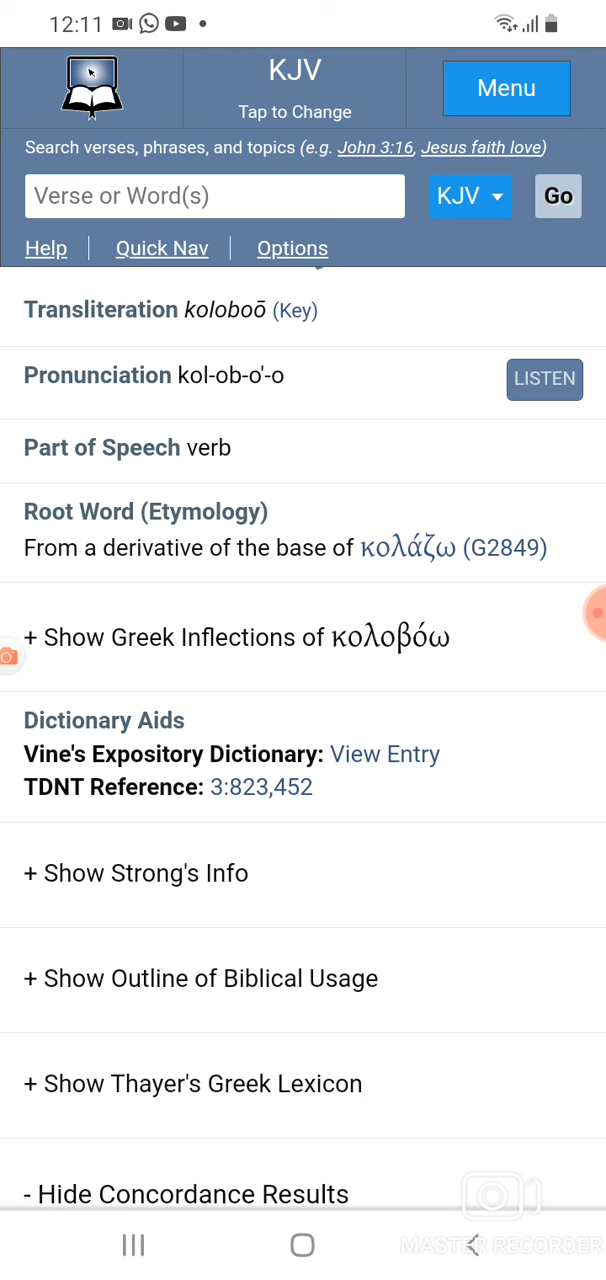 12:11
KJV
Tap to Change
Menu
Search verses, phrases, and topics (e.g. John 3:16, Jesus faith love)
Verse or Word(s)
KJV
Go
Help
Quick Nav
Options
Transliteration koloboō (Key)
Pronunciation kol-ob-o'-o
LISTEN
Part of Speech verb
Root Word (Etymology)
From a derivative of the base of κολάζω (G2849)
+ Show Greek Inflections of κολοβόω
Dictionary Aids
Vine's Expository Dictionary: View Entry
TDNT Reference: 3:823,452
+ Show Strong's Info
+ Show Outline of Biblical Usage
+ Show Thayer's Greek Lexicon
- Hide Concordance Results
MASTER RECORDER